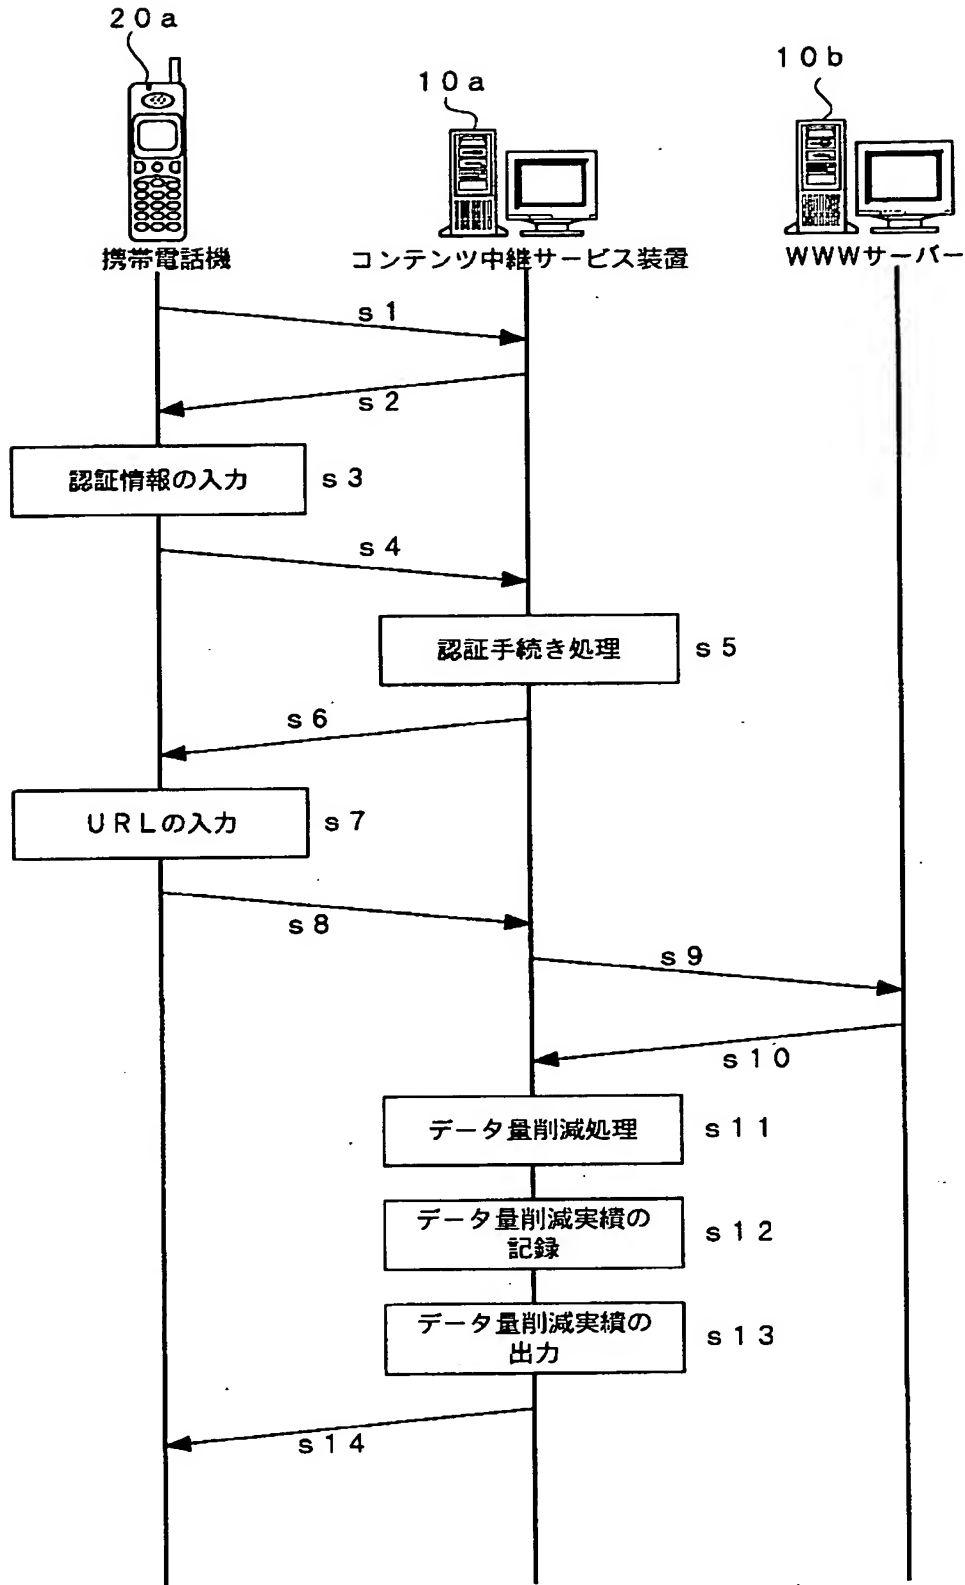 20a
10a
10b
携帯電話機
コンテンツ中継サービス装置
WWWサーバー
s1
s2
認証情報の入力
s3
s4
認証手続き処理
s5
s6
URLの入力
s7
s8
s9
s10
データ量削減処理
s11
データ量削減実績の
記録
s12
データ量削減実績の
出力
s13
s14